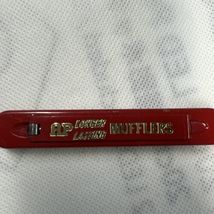 AP LONGER LASTING MUFFLERS